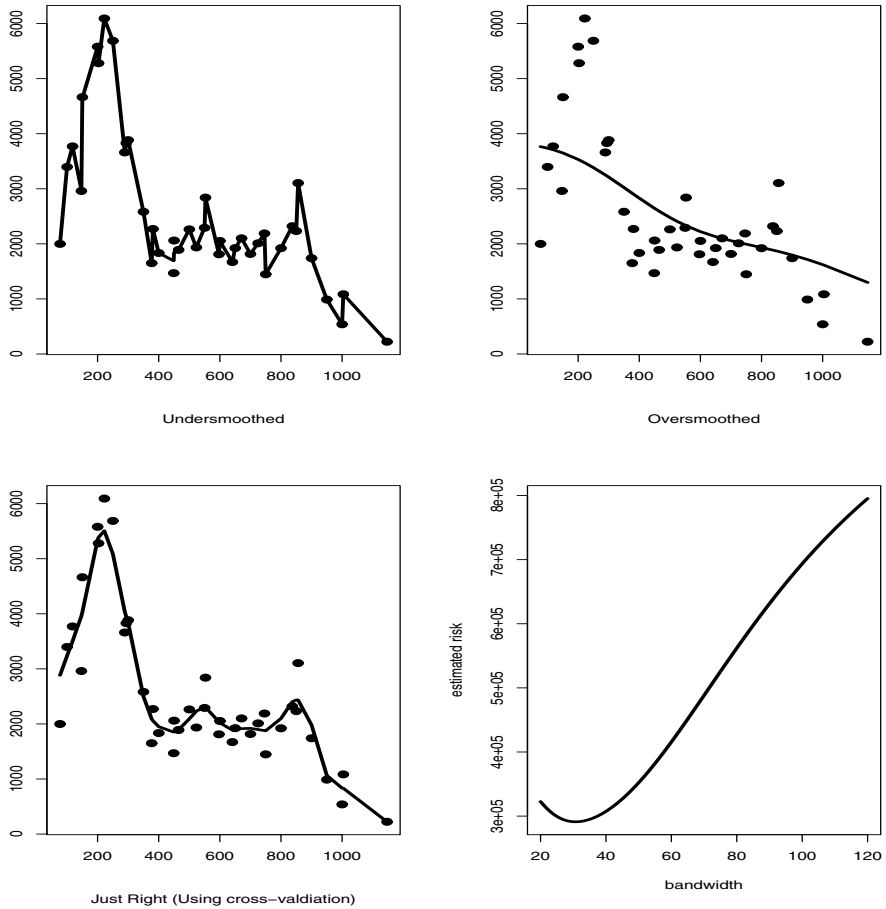 6000
5000
4000
3000
2000
1000
0
200 400 600 800 1000
Undersmoothed
6000
5000
4000
3000
2000
1000
0
200 400 600 800 1000
Oversmoothed
6000
5000
4000
3000
2000
1000
0
200 400 600 800 1000
Just Right (Using cross−valdiation)
8e+05
7e+05
6e+05
5e+05
4e+05
3e+05
estimated risk
20 40 60 80 100 120
bandwidth